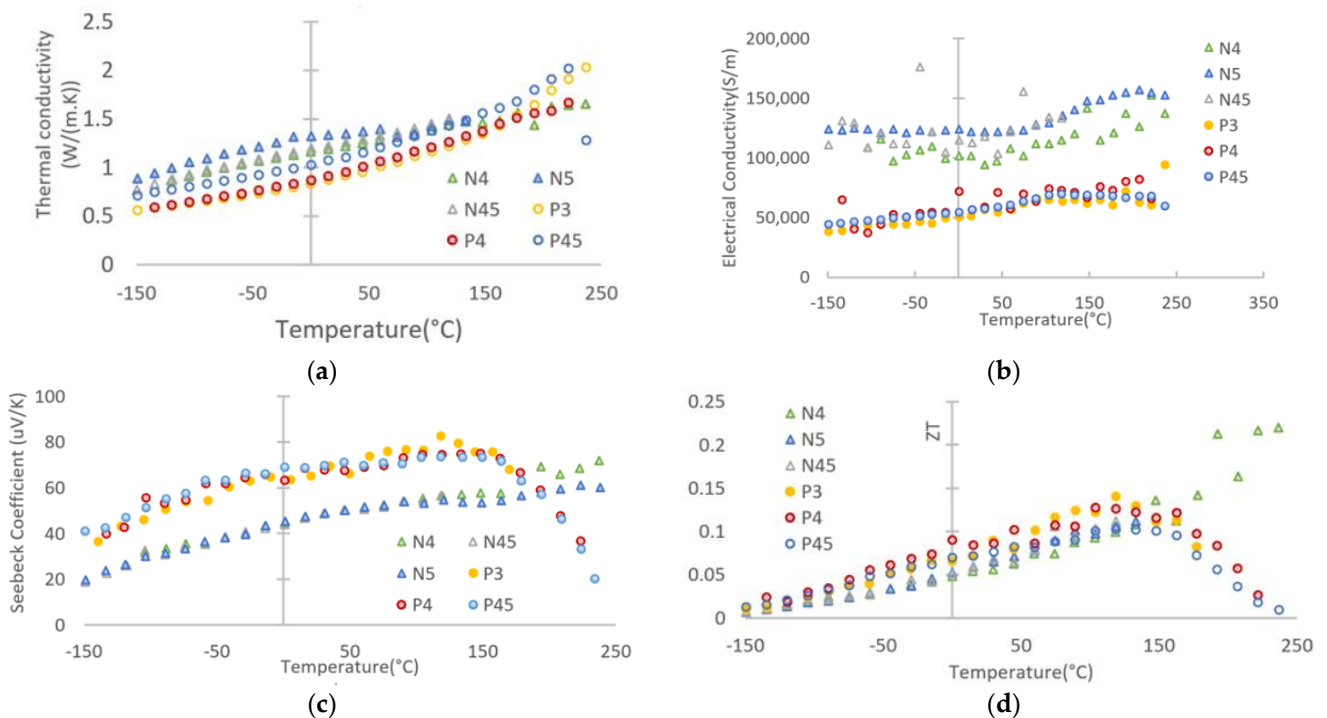 2.5
2
1.5
1
0.5
0
Thermal conductivity
(W/(m.K))
N4 N5
N45 P3
P4 P45
-150 -50 50 150 250
Temperature(°C)
(a)
200,000
150,000
100,000
50,000
0
Electrical Conductivity(S/m)
N4
N5
N45
P3
P4
P45
-150 -50 50 150 250 350
Temperature(°C)
(b)
100
80
60
40
20
0
Seebeck Coefficient (uV/K)
N4 N45
N5 P3
P4 P45
-150 -50 50 150 250
Temperature(°C)
(c)
0.25
0.2
0.15
0.1
0.05
0
ZT
N4
N5
N45
P3
P4
P45
-150 -50 50 150 250
Temperature(°C)
(d)